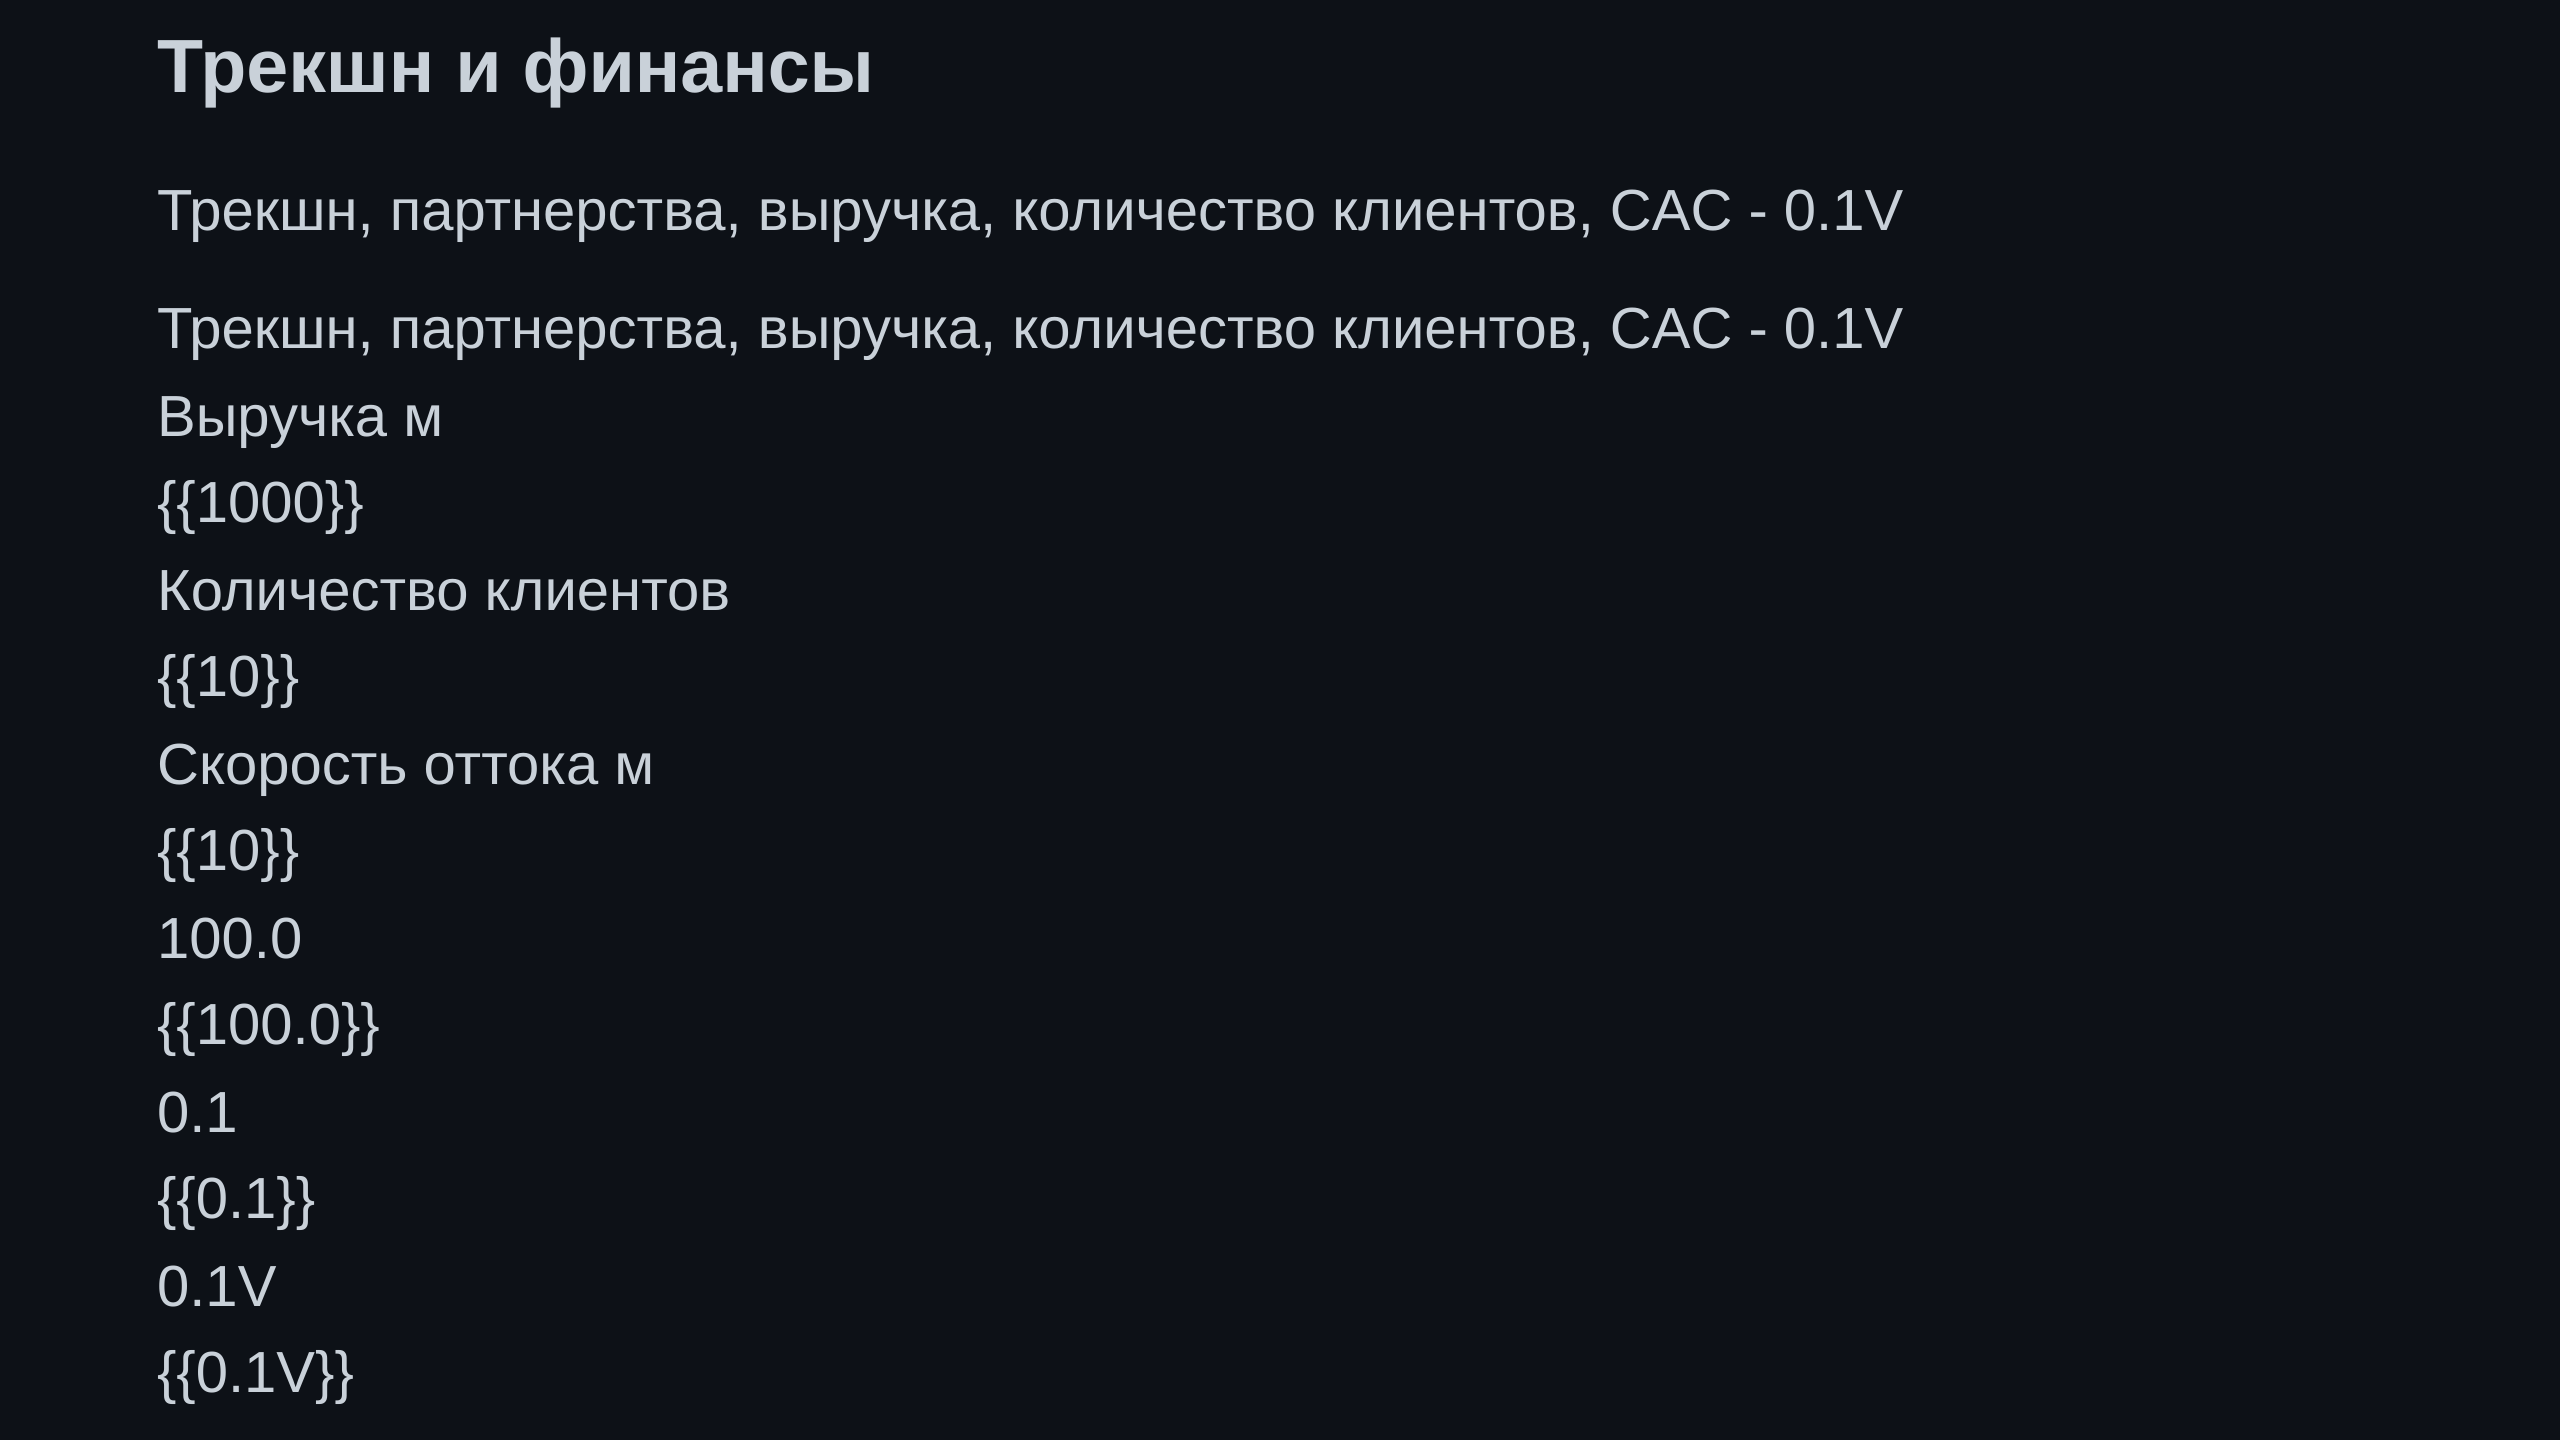 Трекшн и финансы
Трекшн, партнерства, выручка, количество клиентов, CAC - 0.1V
Трекшн, партнерства, выручка, количество клиентов, CAC - 0.1V
Выручка м
{{1000}}
Количество клиентов
{{10}}
Скорость оттока м
{{10}}
100.0
{{100.0}}
0.1
{{0.1}}
0.1V
{{0.1V}}